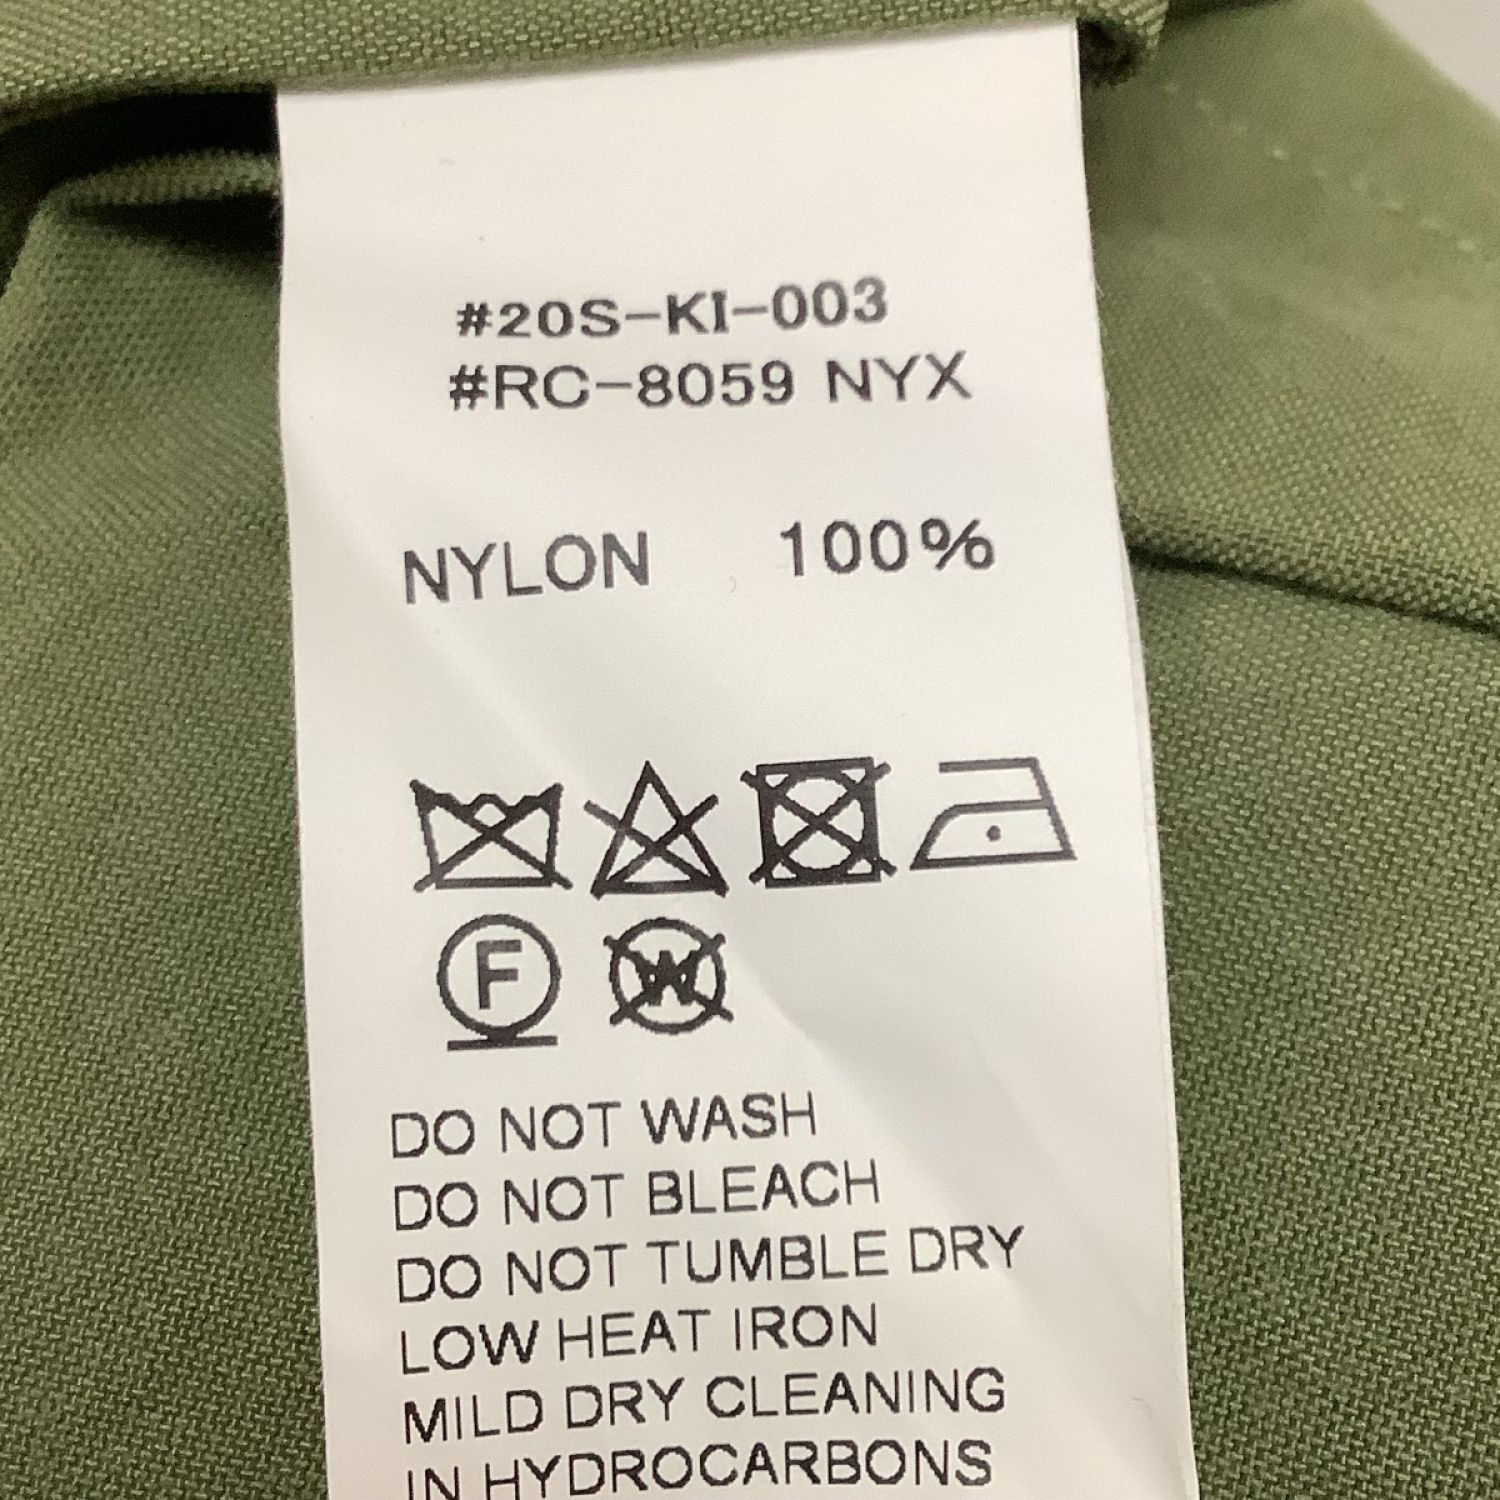 #20S-KI-003
#RC-8059 NYX
NYLON 100%
F W
DO NOT WASH
DO NOT BLEACH
DO NOT TUMBLE DRY
LOW HEAT IRON
MILD DRY CLEANING
IN HYDROCARBONS